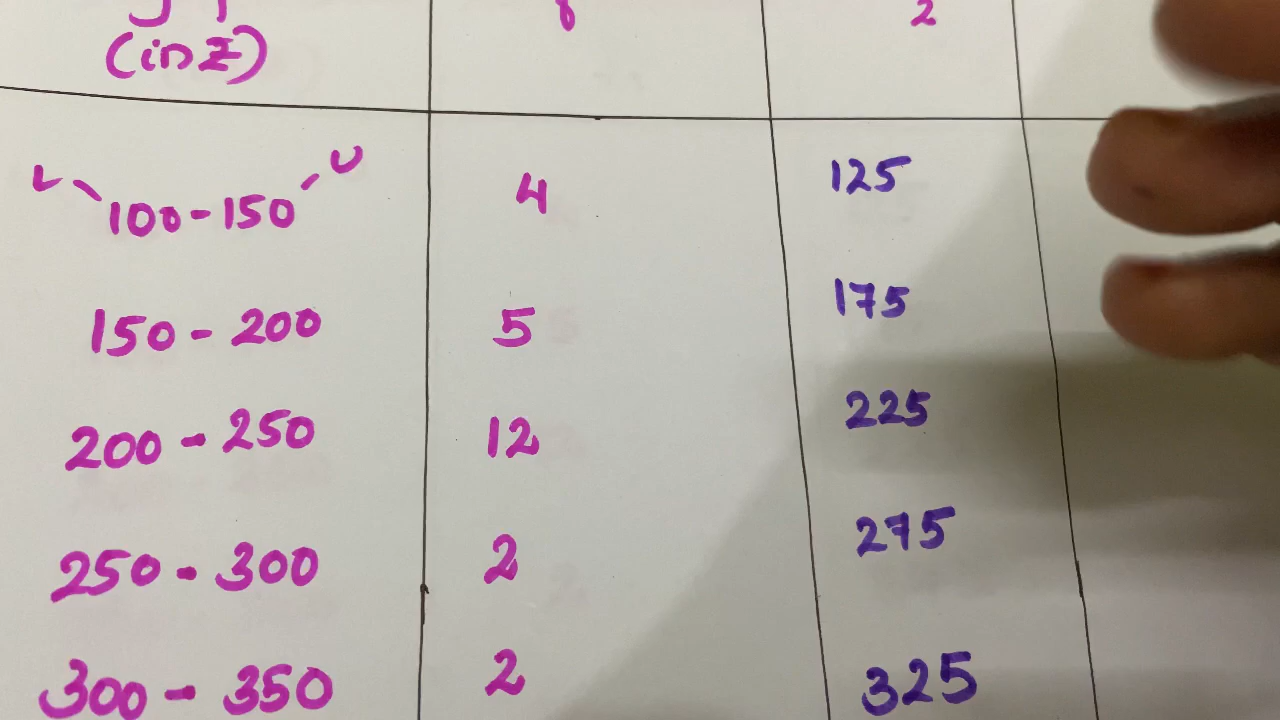 (in ₹) 2
L U
100-150 4 125
150-200 5 175
200-250 12 225
250-300 2 275
300-350 2 325